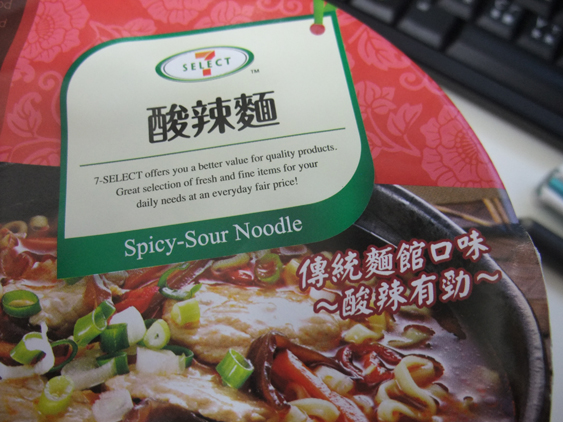 7
SELECT
™
酸辣麵
7-SELECT offers you a better value for quality products.
Great selection of fresh and fine items for your
daily needs at an everyday fair price!
Spicy-Sour Noodle
傳統麵館口味
～酸辣有勁～